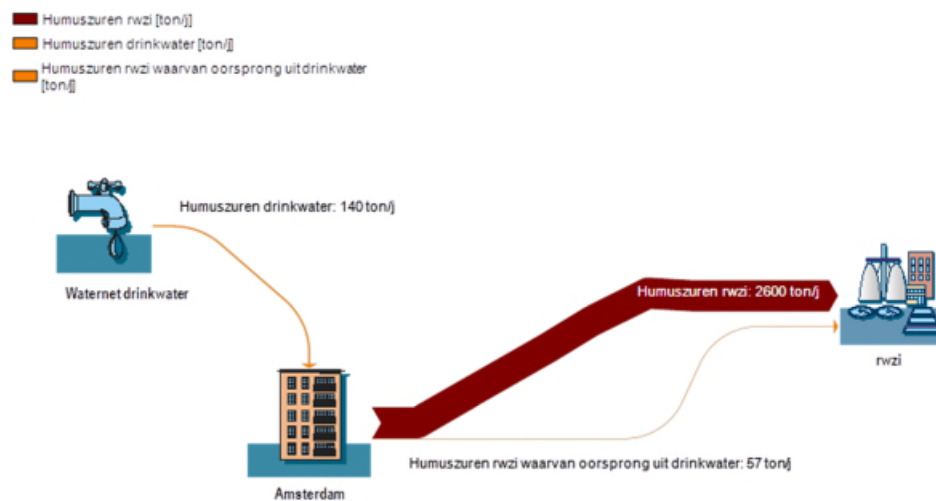 Humuszuren rwzi [ton/j]
Humuszuren drinkwater [ton/j]
Humuszuren rwzi waarvan oorsprong uit drinkwater
[ton/j]
Humuszuren drinkwater: 140 ton/j
Waternet drinkwater
Humuszuren rwzi: 2600 ton/j
rwzi
Humuszuren rwzi waarvan oorsprong uit drinkwater: 57 ton/j
Amsterdam